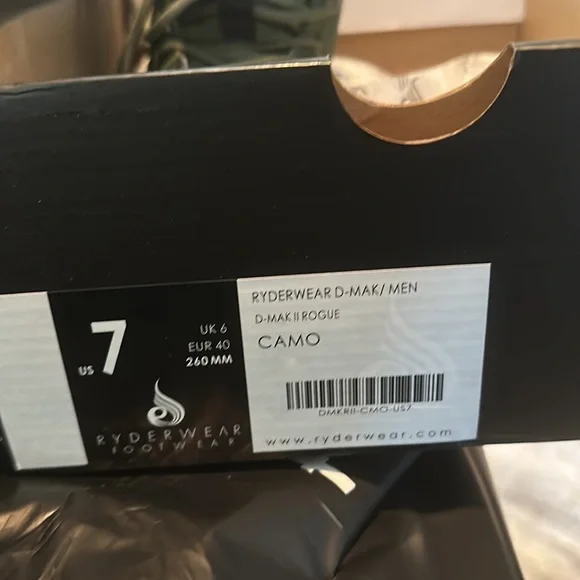 US 7
UK 6
EUR 40
260 MM
RYDERWEAR
FOOTWEAR
RYDERWEAR D-MAK/ MEN
D-MAK II ROGUE
CAMO
DMKRII-CMO-US7
www.ryderwear.com